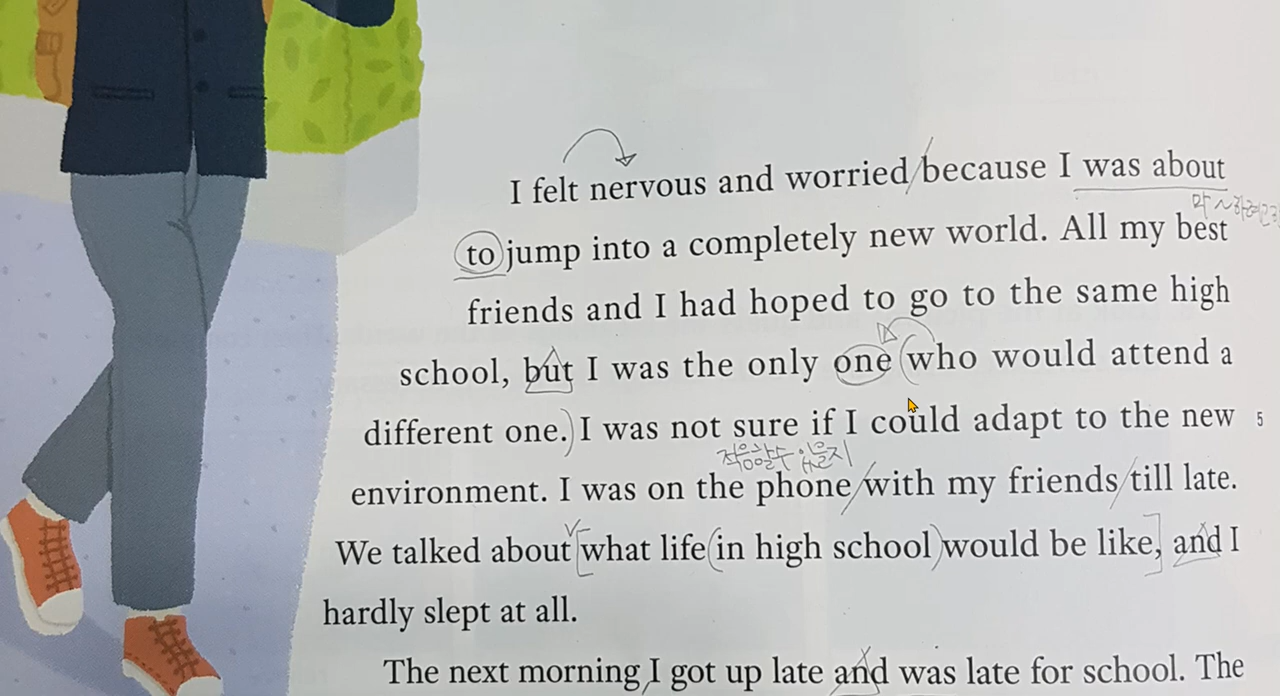 I felt nervous and worried because I was about
to jump into a completely new world. All my best
friends and I had hoped to go to the same high
school, but I was the only one who would attend a
different one. I was not sure if I could adapt to the new 5
적응할수 있을지
environment. I was on the phone with my friends till late.
We talked about what life in high school would be like, and I
hardly slept at all.
The next morning I got up late and was late for school. The